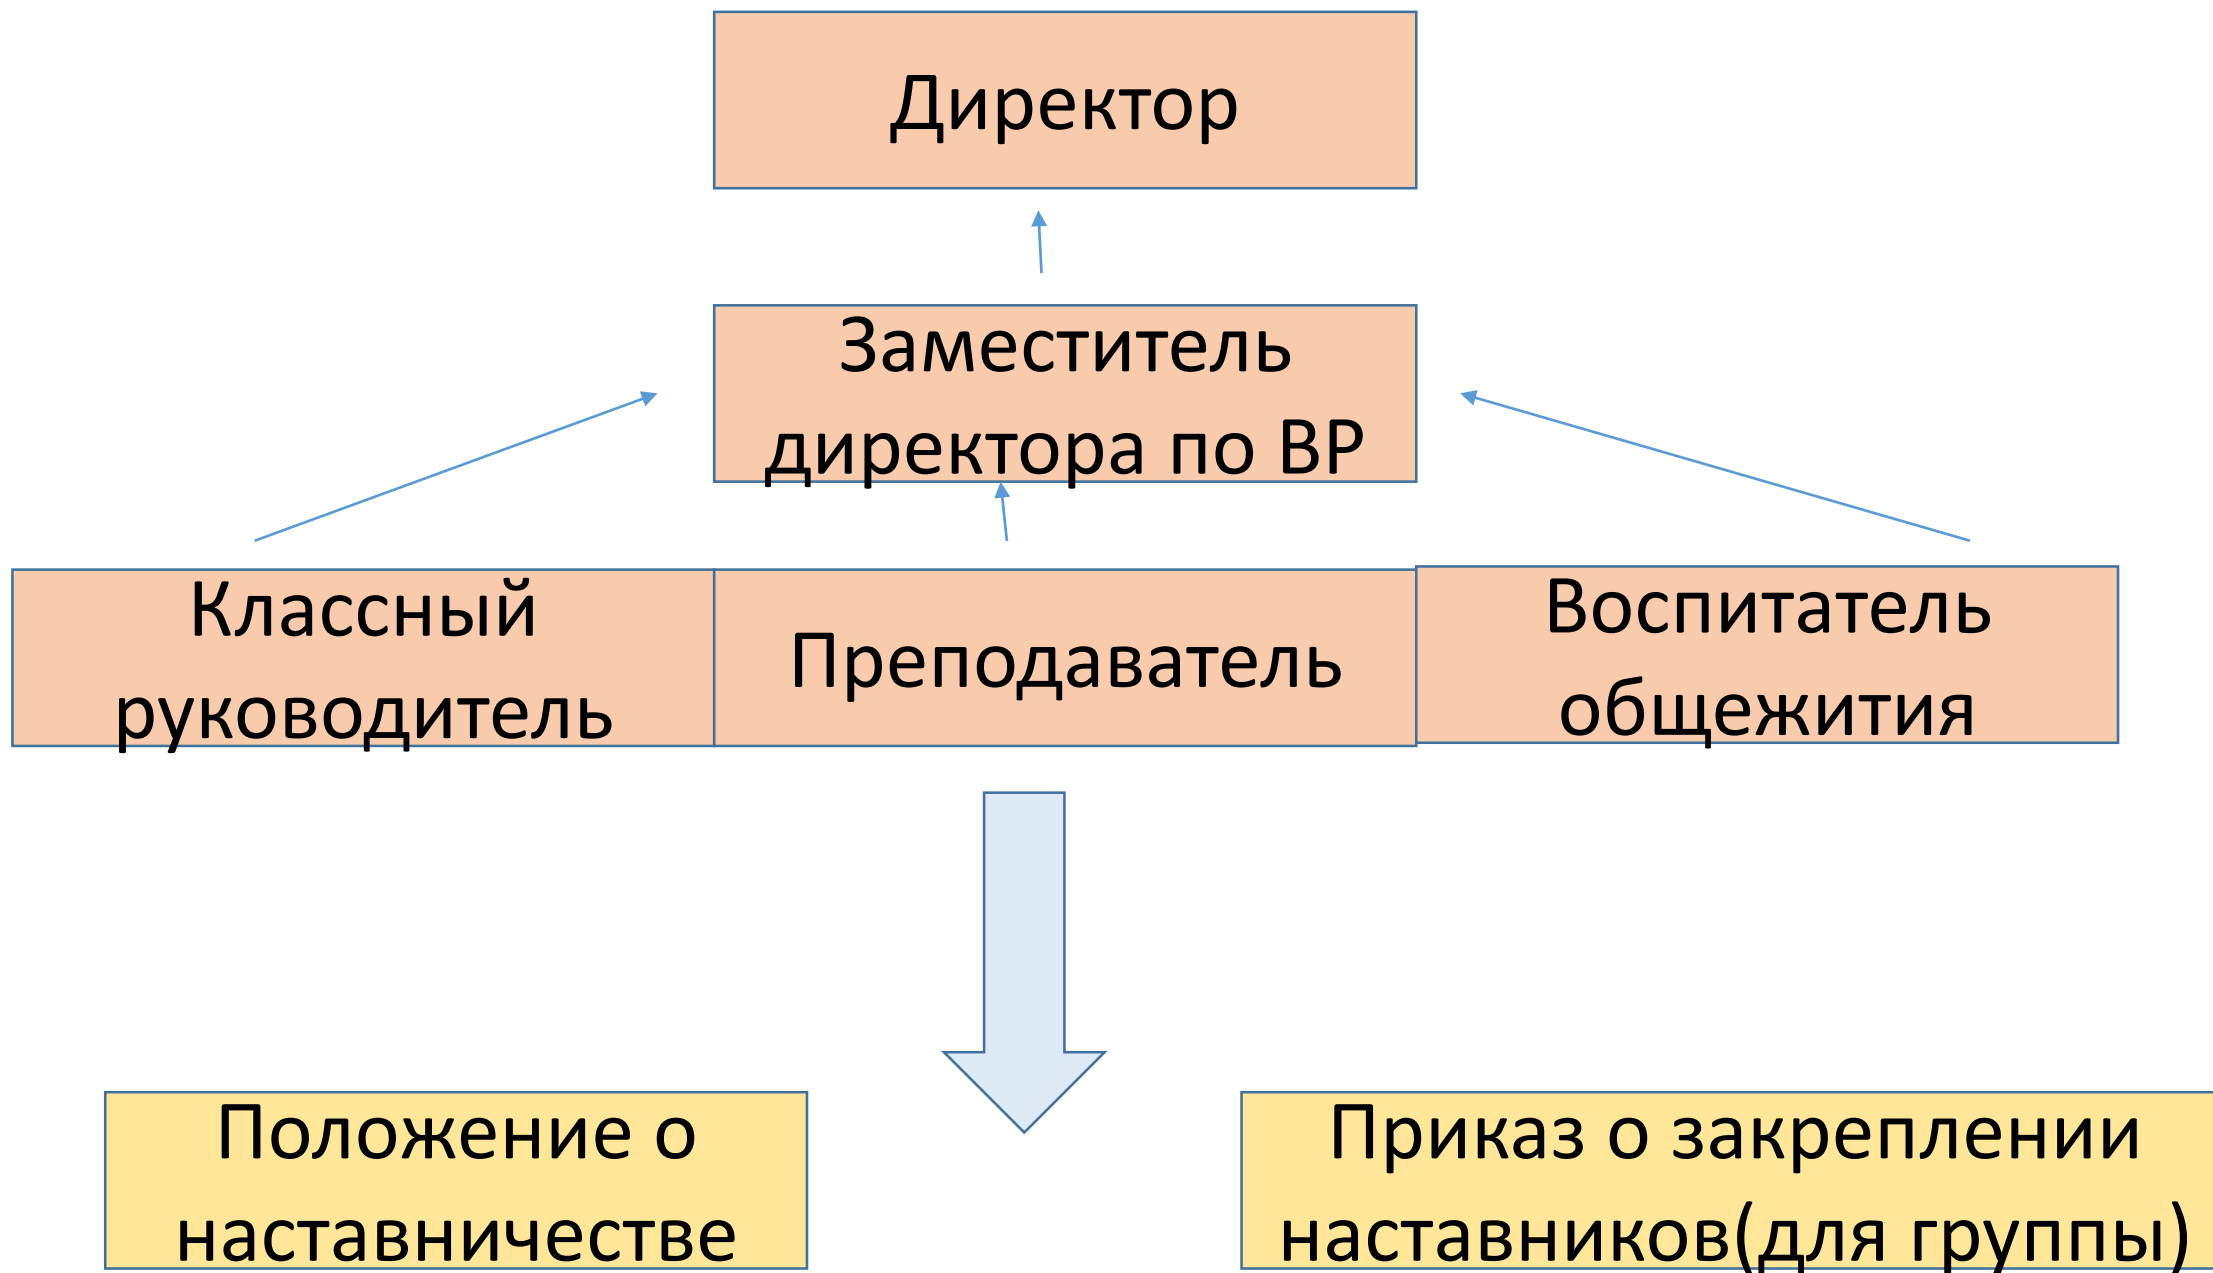 Директор
Заместитель
директора по ВР
Классный
руководитель
Преподаватель
Воспитатель
общежития
Положение о
наставничестве
Приказ о закреплении
наставников(для группы)